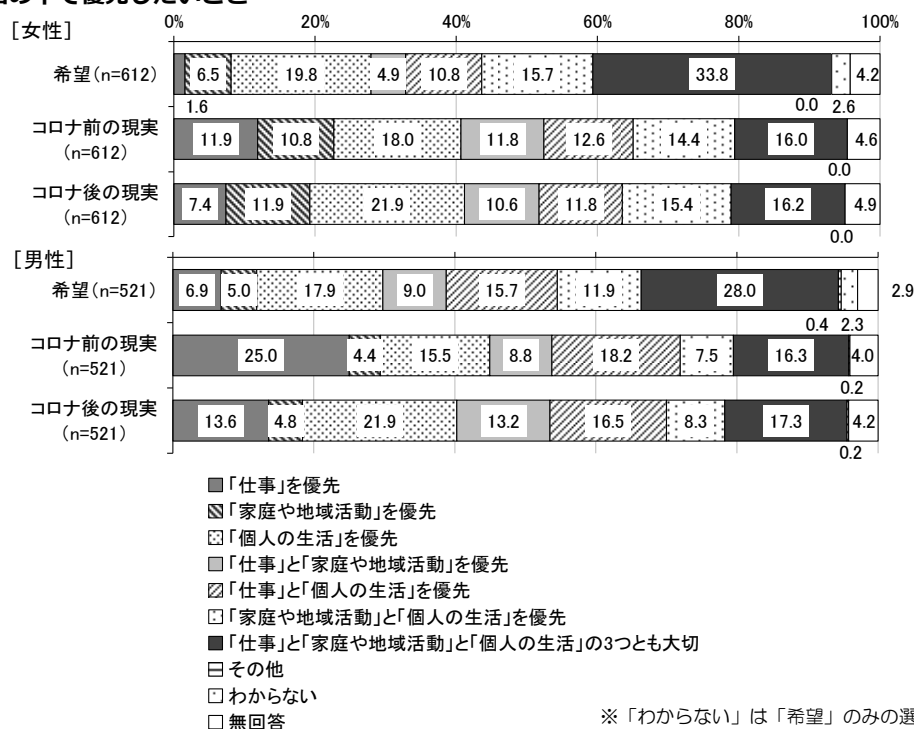 [女性]
0% 20% 40% 60% 80% 100%
希望(n=612)
6.5 19.8 4.9 10.8 15.7 33.8 4.2
1.6 0.0 2.6
コロナ前の現実
(n=612)
11.9 10.8 18.0 11.8 12.6 14.4 16.0 4.6
0.0
コロナ後の現実
(n=612)
7.4 11.9 21.9 10.6 11.8 15.4 16.2 4.9
0.0
[男性]
希望(n=521)
6.9 5.0 17.9 9.0 15.7 11.9 28.0 2.9
0.4 2.3
コロナ前の現実
(n=521)
25.0 4.4 15.5 8.8 18.2 7.5 16.3 4.0
0.2
コロナ後の現実
(n=521)
13.6 4.8 21.9 13.2 16.5 8.3 17.3 4.2
0.2
「仕事」を優先
「家庭や地域活動」を優先
「個人の生活」を優先
「仕事」と「家庭や地域活動」を優先
「仕事」と「個人の生活」を優先
「家庭や地域活動」と「個人の生活」を優先
「仕事」と「家庭や地域活動」と「個人の生活」の3つとも大切
その他
わからない
無回答
※「わからない」は「希望」のみの選